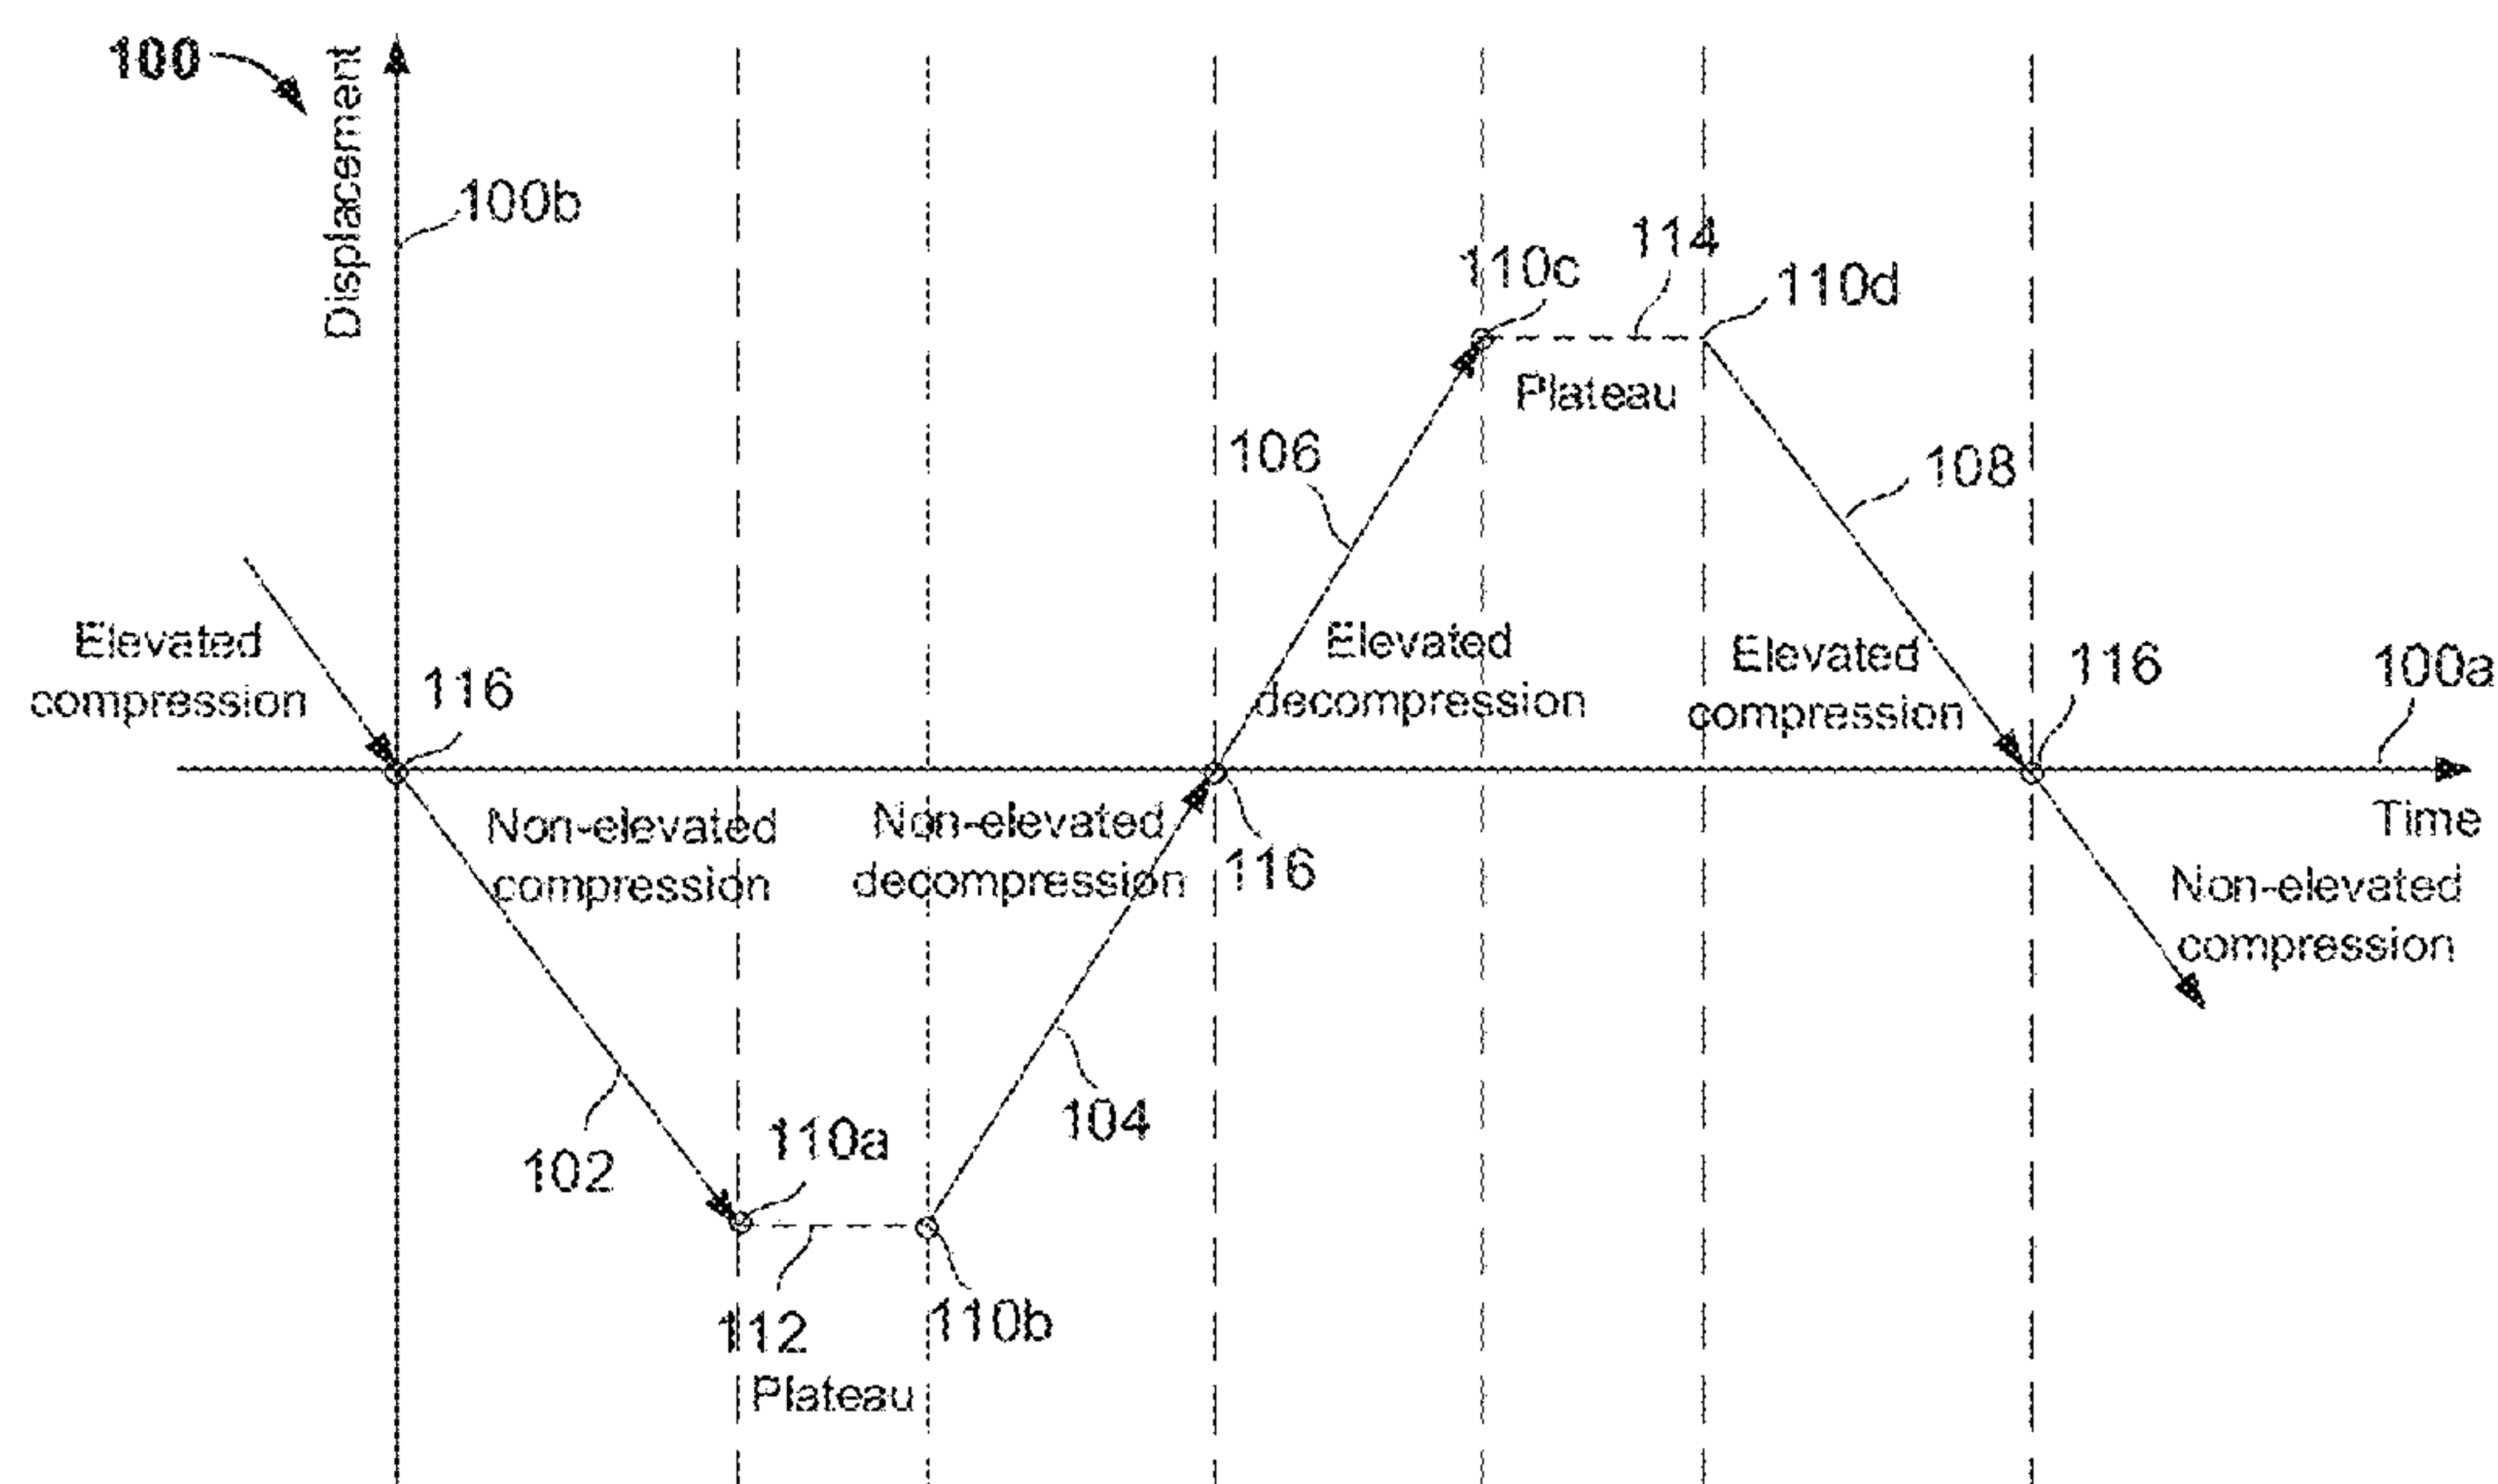 100
Displacement
100b
114
110c
110d
Plateau
106
108
Elevated
compression
116
Elevated
decompression
Elevated
compression
116
100a
Time
Non-elevated
compression
Non-elevated
decompression
116
Non-elevated
compression
102
110a
104
112
110b
Plateau